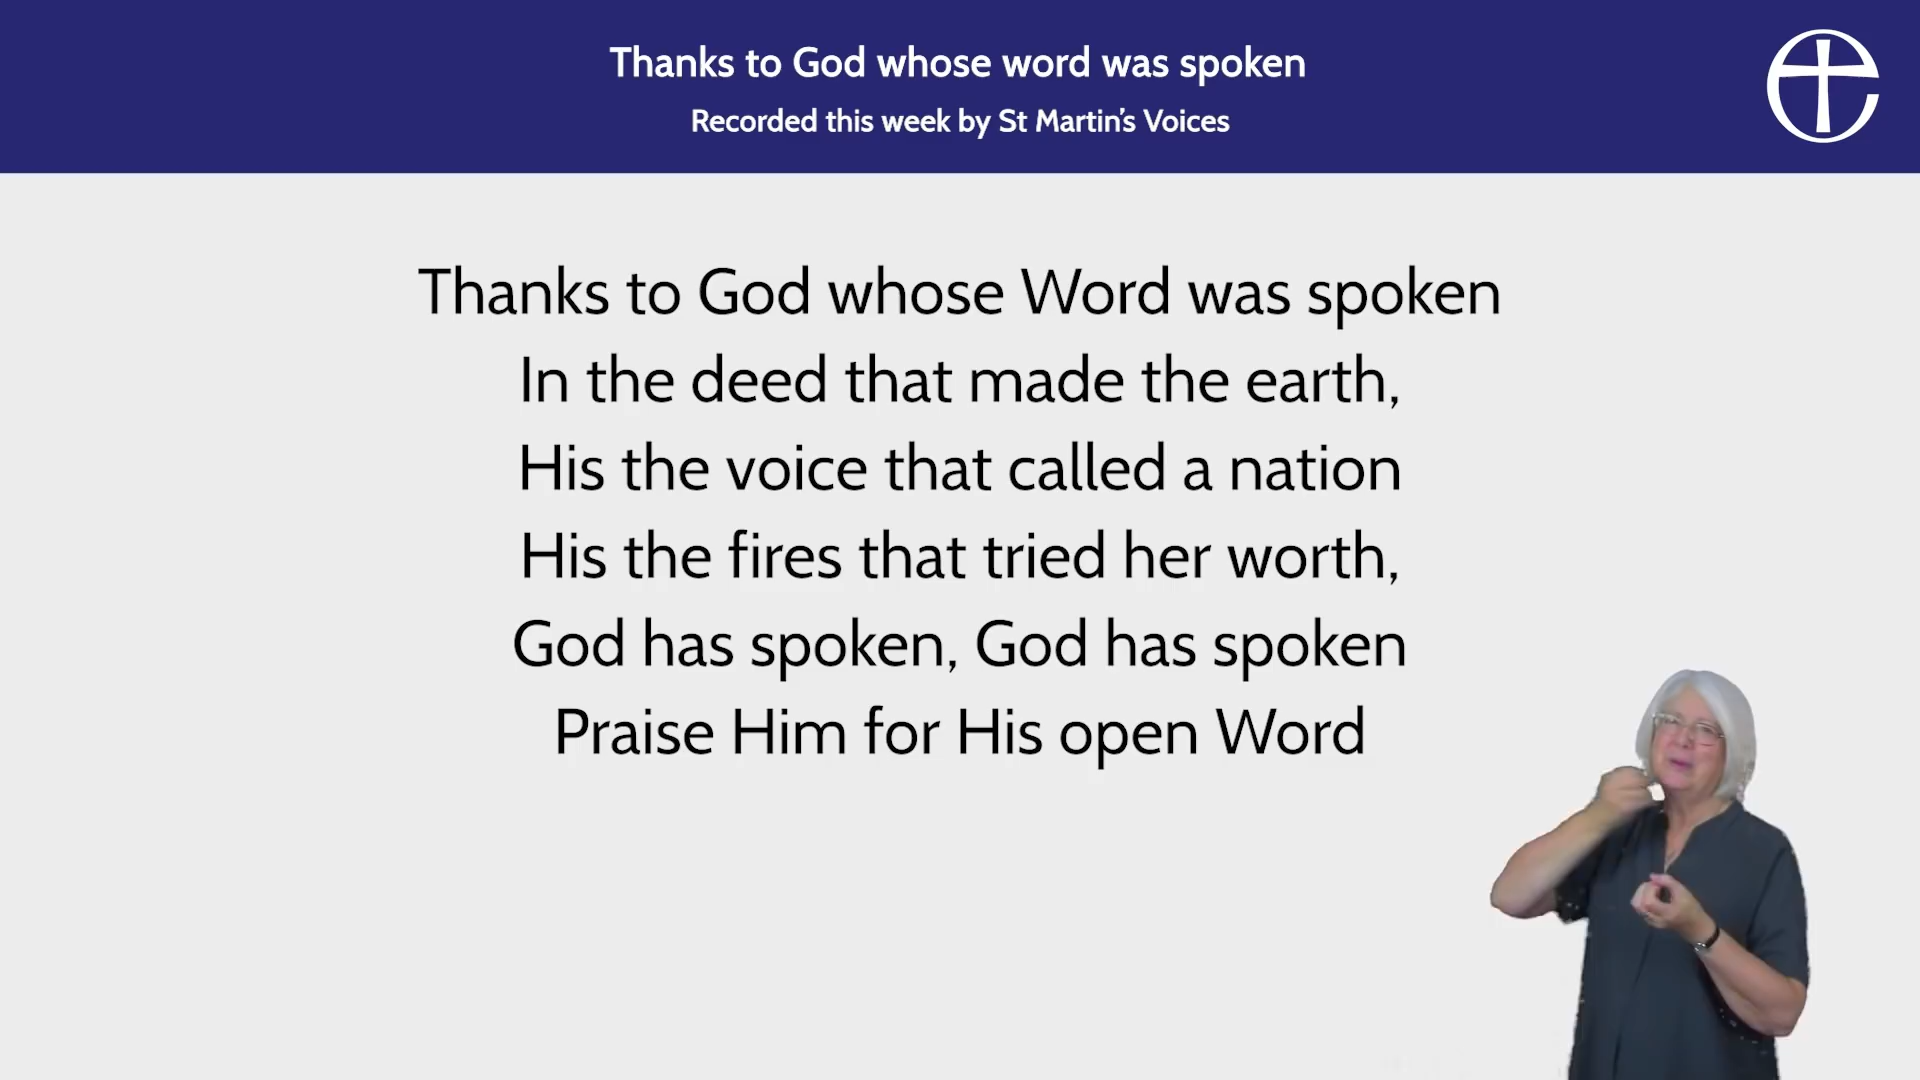 Thanks to God whose word was spoken
Recorded this week by St Martin's Voices
Thanks to God whose Word was spoken
In the deed that made the earth,
His the voice that called a nation
His the fires that tried her worth,
God has spoken, God has spoken
Praise Him for His open Word